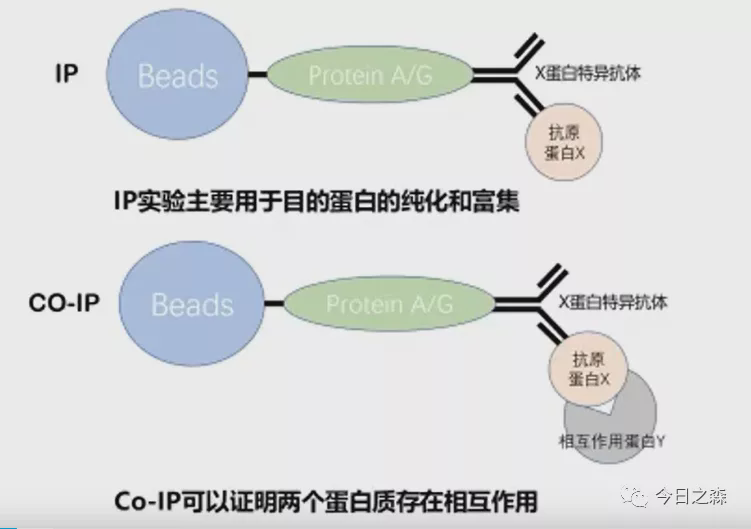 IP
Beads
Protein A/G
X蛋白特异抗体
抗原
蛋白X
IP实验主要用于目的蛋白的纯化和富集
CO-IP
Beads
Protein A/G
X蛋白特异抗体
抗原
蛋白X
相互作用蛋白Y
Co-IP可以证明两个蛋白质存在相互作用
今日之森